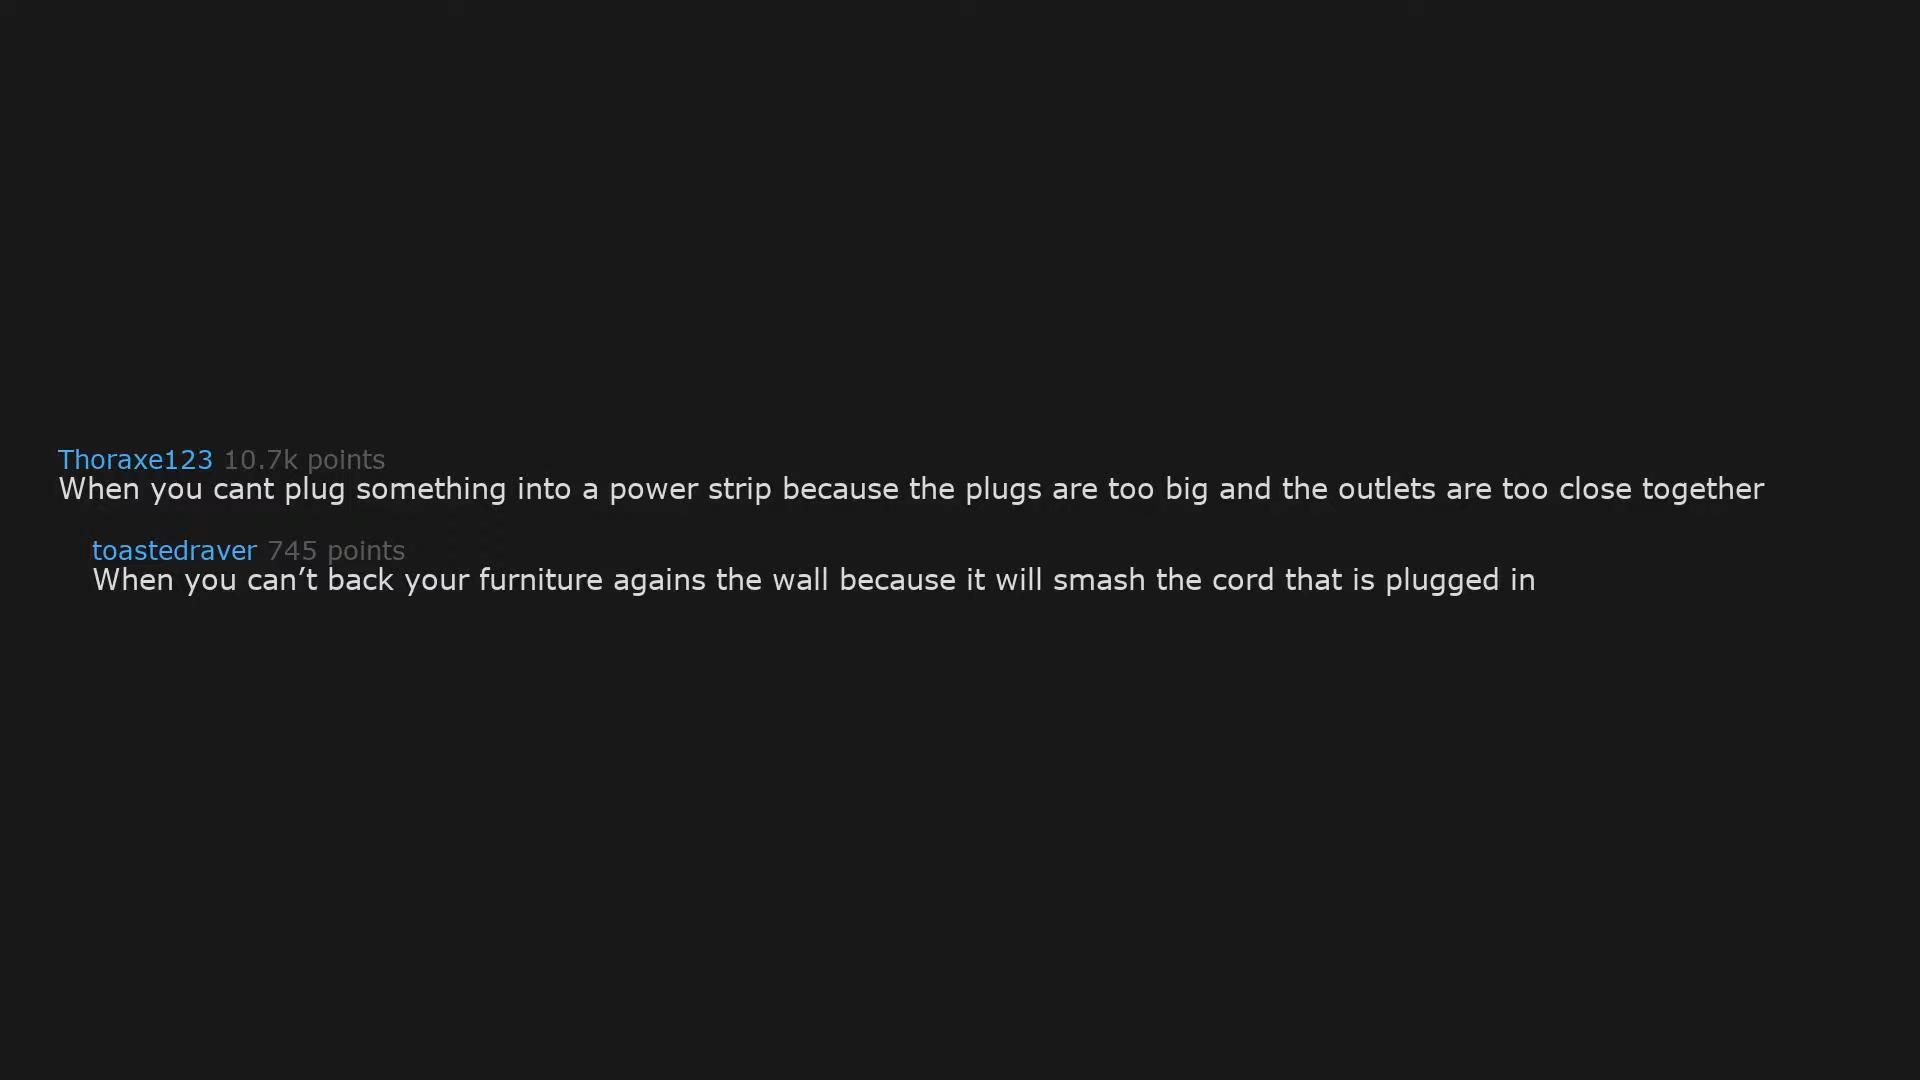 Thoraxe123 10.7k points
When you cant plug something into a power strip because the plugs are too big and the outlets are too close together
toastedraver 745 points
When you can’t back your furniture agains the wall because it will smash the cord that is plugged in